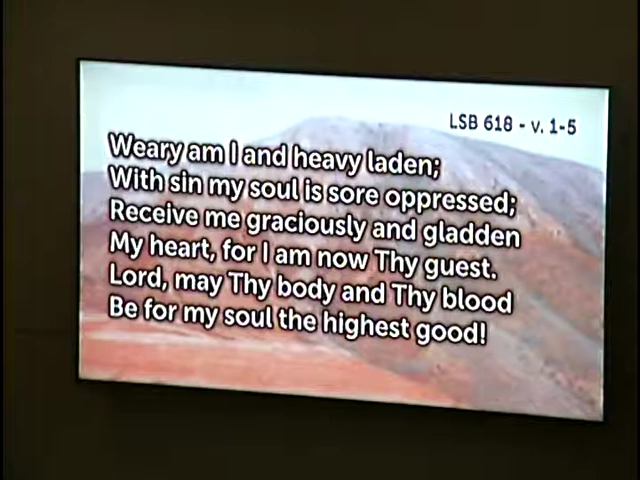 LSB 618 - v. 1-5
Weary am I and heavy laden;
With sin my soul is sore oppressed;
Receive me graciously and gladden
My heart, for I am now Thy guest.
Lord, may Thy body and Thy blood
Be for my soul the highest good!